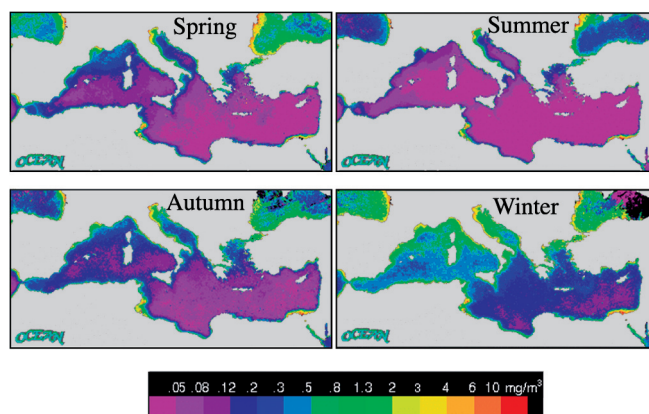 Spring
Summer
OCEAN
OCEAN
Autumn
Winter
OCEAN
OCEAN
.05 .08 .12 .2 .3 .5 .8 1.3 2 3 4 6 10 mg/m³